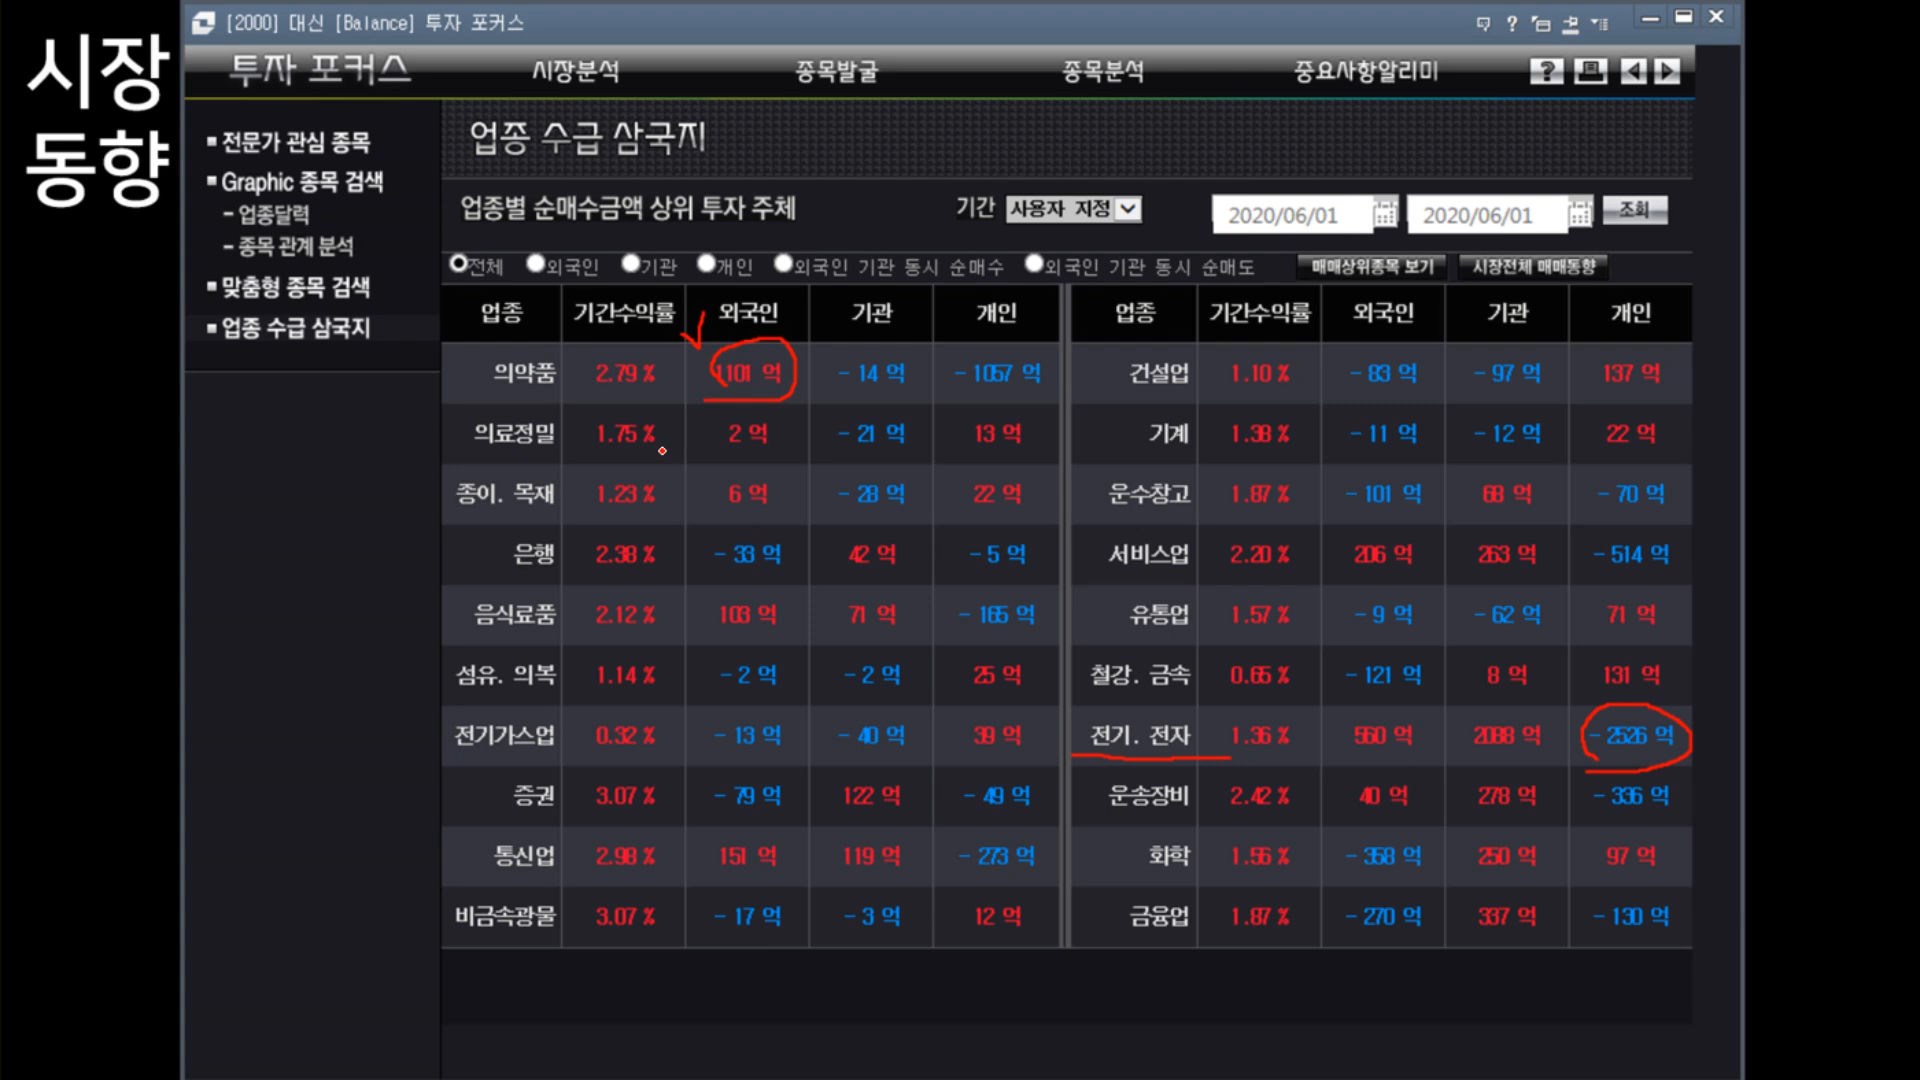 시장
동향
[2000] 대신 [Balance] 투자 포커스
투자 포커스
시장분석 종목발굴 종목분석 중요사항알리미
전문가 관심 종목
Graphic 종목 검색
- 업종달력
- 종목 관계 분석
맞춤형 종목 검색
업종 수급 삼국지
업종 수급 삼국지
업종별 순매수금액 상위 투자 주체 기간 사용자 지정 2020/06/01 2020/06/01 조회
전체 외국인 기관 개인 외국인 기관 동시 순매수 외국인 기관 동시 순매도 매매상위종목 보기 시장전체 매매동향
업종 기간수익률 외국인 기관 개인 업종 기간수익률 외국인 기관 개인
의약품 2.79 % 1101 억 - 14 억 - 1057 억 건설업 1.10 % - 83 억 - 97 억 137 억
의료정밀 1.75 % 2 억 - 21 억 13 억 기계 1.38 % - 11 억 - 12 억 22 억
종이. 목재 1.23 % 6 억 - 28 억 22 억 운수창고 1.87 % - 101 억 68 억 - 70 억
은행 2.38 % - 33 억 42 억 - 5 억 서비스업 2.20 % 206 억 263 억 - 514 억
음식료품 2.12 % 103 억 71 억 - 165 억 유통업 1.57 % - 9 억 - 62 억 71 억
섬유. 의복 1.14 % - 2 억 - 2 억 25 억 철강. 금속 0.65 % - 121 억 8 억 131 억
전기가스업 0.32 % - 13 억 - 40 억 39 억 전기. 전자 1.36 % 560 억 2088 억 - 2526 억
증권 3.07 % - 79 억 122 억 - 49 억 운송장비 2.42 % 40 억 278 억 - 336 억
통신업 2.98 % 151 억 119 억 - 273 억 화학 1.56 % - 358 억 250 억 97 억
비금속광물 3.07 % - 17 억 - 3 억 12 억 금융업 1.87 % - 270 억 337 억 - 130 억